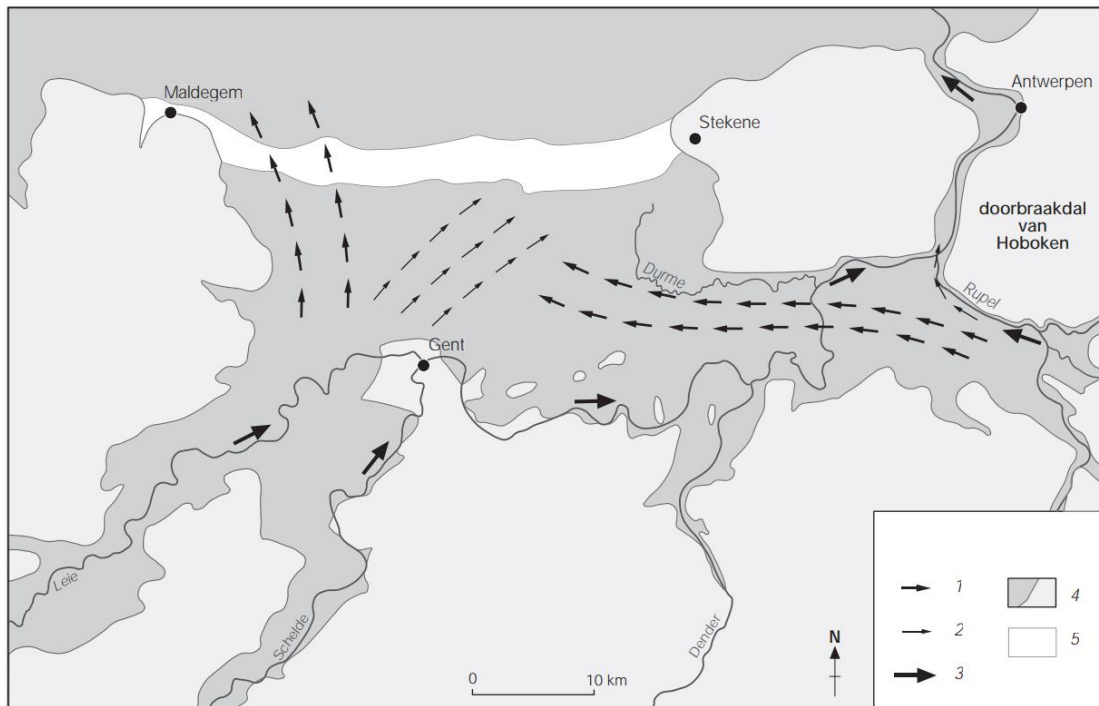 Maldegem
Stekene
Antwerpen
doorbraakdal
van
Hoboken
Durme
Rupel
Gent
Leie
Schelde
Dender
N
0 10 km
1
2
3
4
5